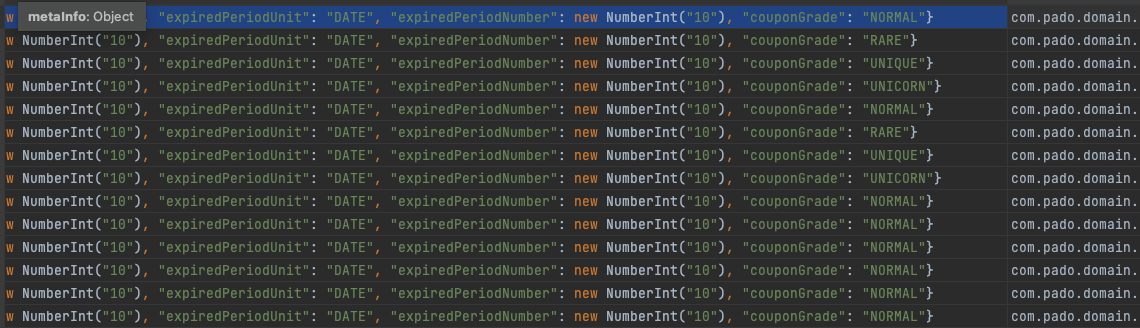 metaInfo: Object , "expiredPeriodUnit": "DATE", "expiredPeriodNumber": new NumberInt("10"), "couponGrade": "NORMAL"} com.pado.domain.
w NumberInt("10"), "expiredPeriodUnit": "DATE", "expiredPeriodNumber": new NumberInt("10"), "couponGrade": "RARE"} com.pado.domain.
w NumberInt("10"), "expiredPeriodUnit": "DATE", "expiredPeriodNumber": new NumberInt("10"), "couponGrade": "UNIQUE"} com.pado.domain.
w NumberInt("10"), "expiredPeriodUnit": "DATE", "expiredPeriodNumber": new NumberInt("10"), "couponGrade": "UNICORN"} com.pado.domain.
w NumberInt("10"), "expiredPeriodUnit": "DATE", "expiredPeriodNumber": new NumberInt("10"), "couponGrade": "NORMAL"} com.pado.domain.
w NumberInt("10"), "expiredPeriodUnit": "DATE", "expiredPeriodNumber": new NumberInt("10"), "couponGrade": "RARE"} com.pado.domain.
w NumberInt("10"), "expiredPeriodUnit": "DATE", "expiredPeriodNumber": new NumberInt("10"), "couponGrade": "UNIQUE"} com.pado.domain.
w NumberInt("10"), "expiredPeriodUnit": "DATE", "expiredPeriodNumber": new NumberInt("10"), "couponGrade": "UNICORN"} com.pado.domain.
w NumberInt("10"), "expiredPeriodUnit": "DATE", "expiredPeriodNumber": new NumberInt("10"), "couponGrade": "NORMAL"} com.pado.domain.
w NumberInt("10"), "expiredPeriodUnit": "DATE", "expiredPeriodNumber": new NumberInt("10"), "couponGrade": "NORMAL"} com.pado.domain.
w NumberInt("10"), "expiredPeriodUnit": "DATE", "expiredPeriodNumber": new NumberInt("10"), "couponGrade": "NORMAL"} com.pado.domain.
w NumberInt("10"), "expiredPeriodUnit": "DATE", "expiredPeriodNumber": new NumberInt("10"), "couponGrade": "NORMAL"} com.pado.domain.
w NumberInt("10"), "expiredPeriodUnit": "DATE", "expiredPeriodNumber": new NumberInt("10"), "couponGrade": "NORMAL"} com.pado.domain.
w NumberInt("10"), "expiredPeriodUnit": "DATE", "expiredPeriodNumber": new NumberInt("10"), "couponGrade": "NORMAL"} com.pado.domain.